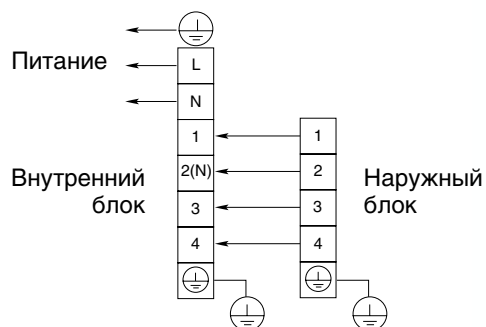 Питание
L
N
1 1
Внутренний блок
2(N) 2
Наружный блок
3 3
4 4